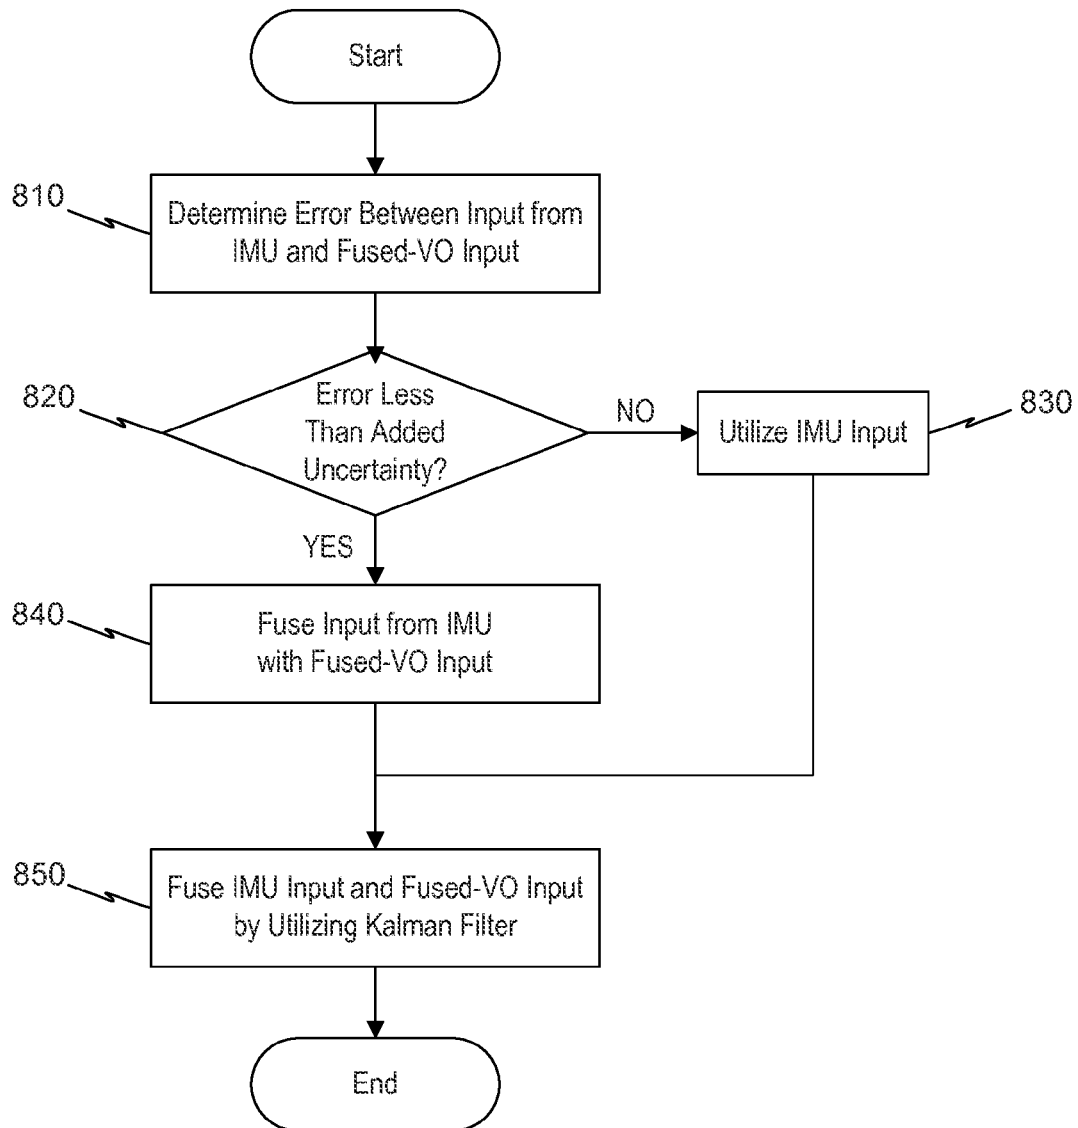 Start
810
Determine Error Between Input from
IMU and Fused-VO Input
820
Error Less
Than Added
Uncertainty?
NO
Utilize IMU Input
830
YES
840
Fuse Input from IMU
with Fused-VO Input
850
Fuse IMU Input and Fused-VO Input
by Utilizing Kalman Filter
End